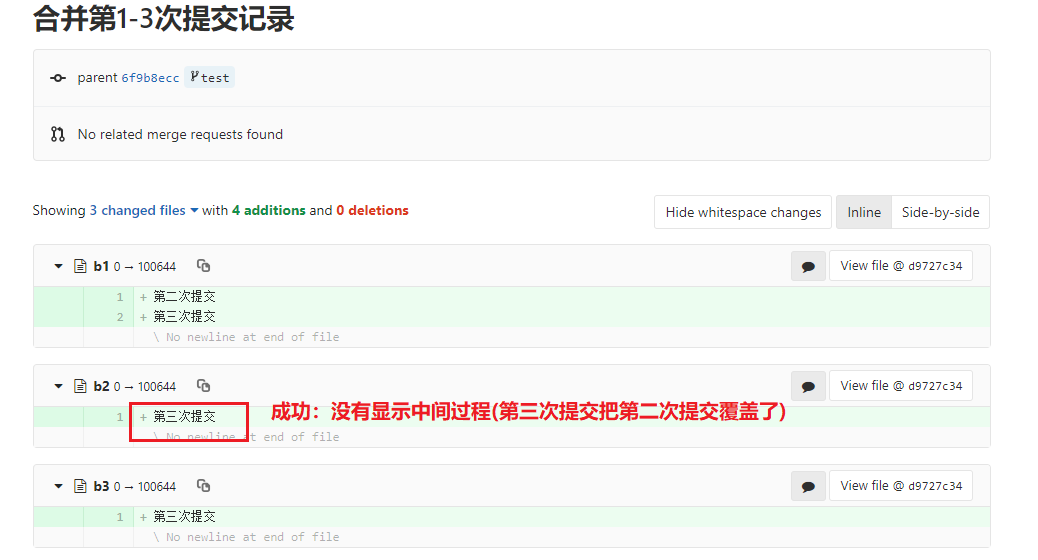 合并第1-3次提交记录
parent 6f9b8ecc test
No related merge requests found
Showing 3 changed files with 4 additions and 0 deletions
Hide whitespace changes Inline Side-by-side
b1 0 → 100644 View file @ d9727c34
1 + 第二次提交
2 + 第三次提交
\ No newline at end of file
b2 0 → 100644 View file @ d9727c34
1 + 第三次提交 成功：没有显示中间过程(第三次提交把第二次提交覆盖了)
\ No newline at end of file
b3 0 → 100644 View file @ d9727c34
1 + 第三次提交
\ No newline at end of file